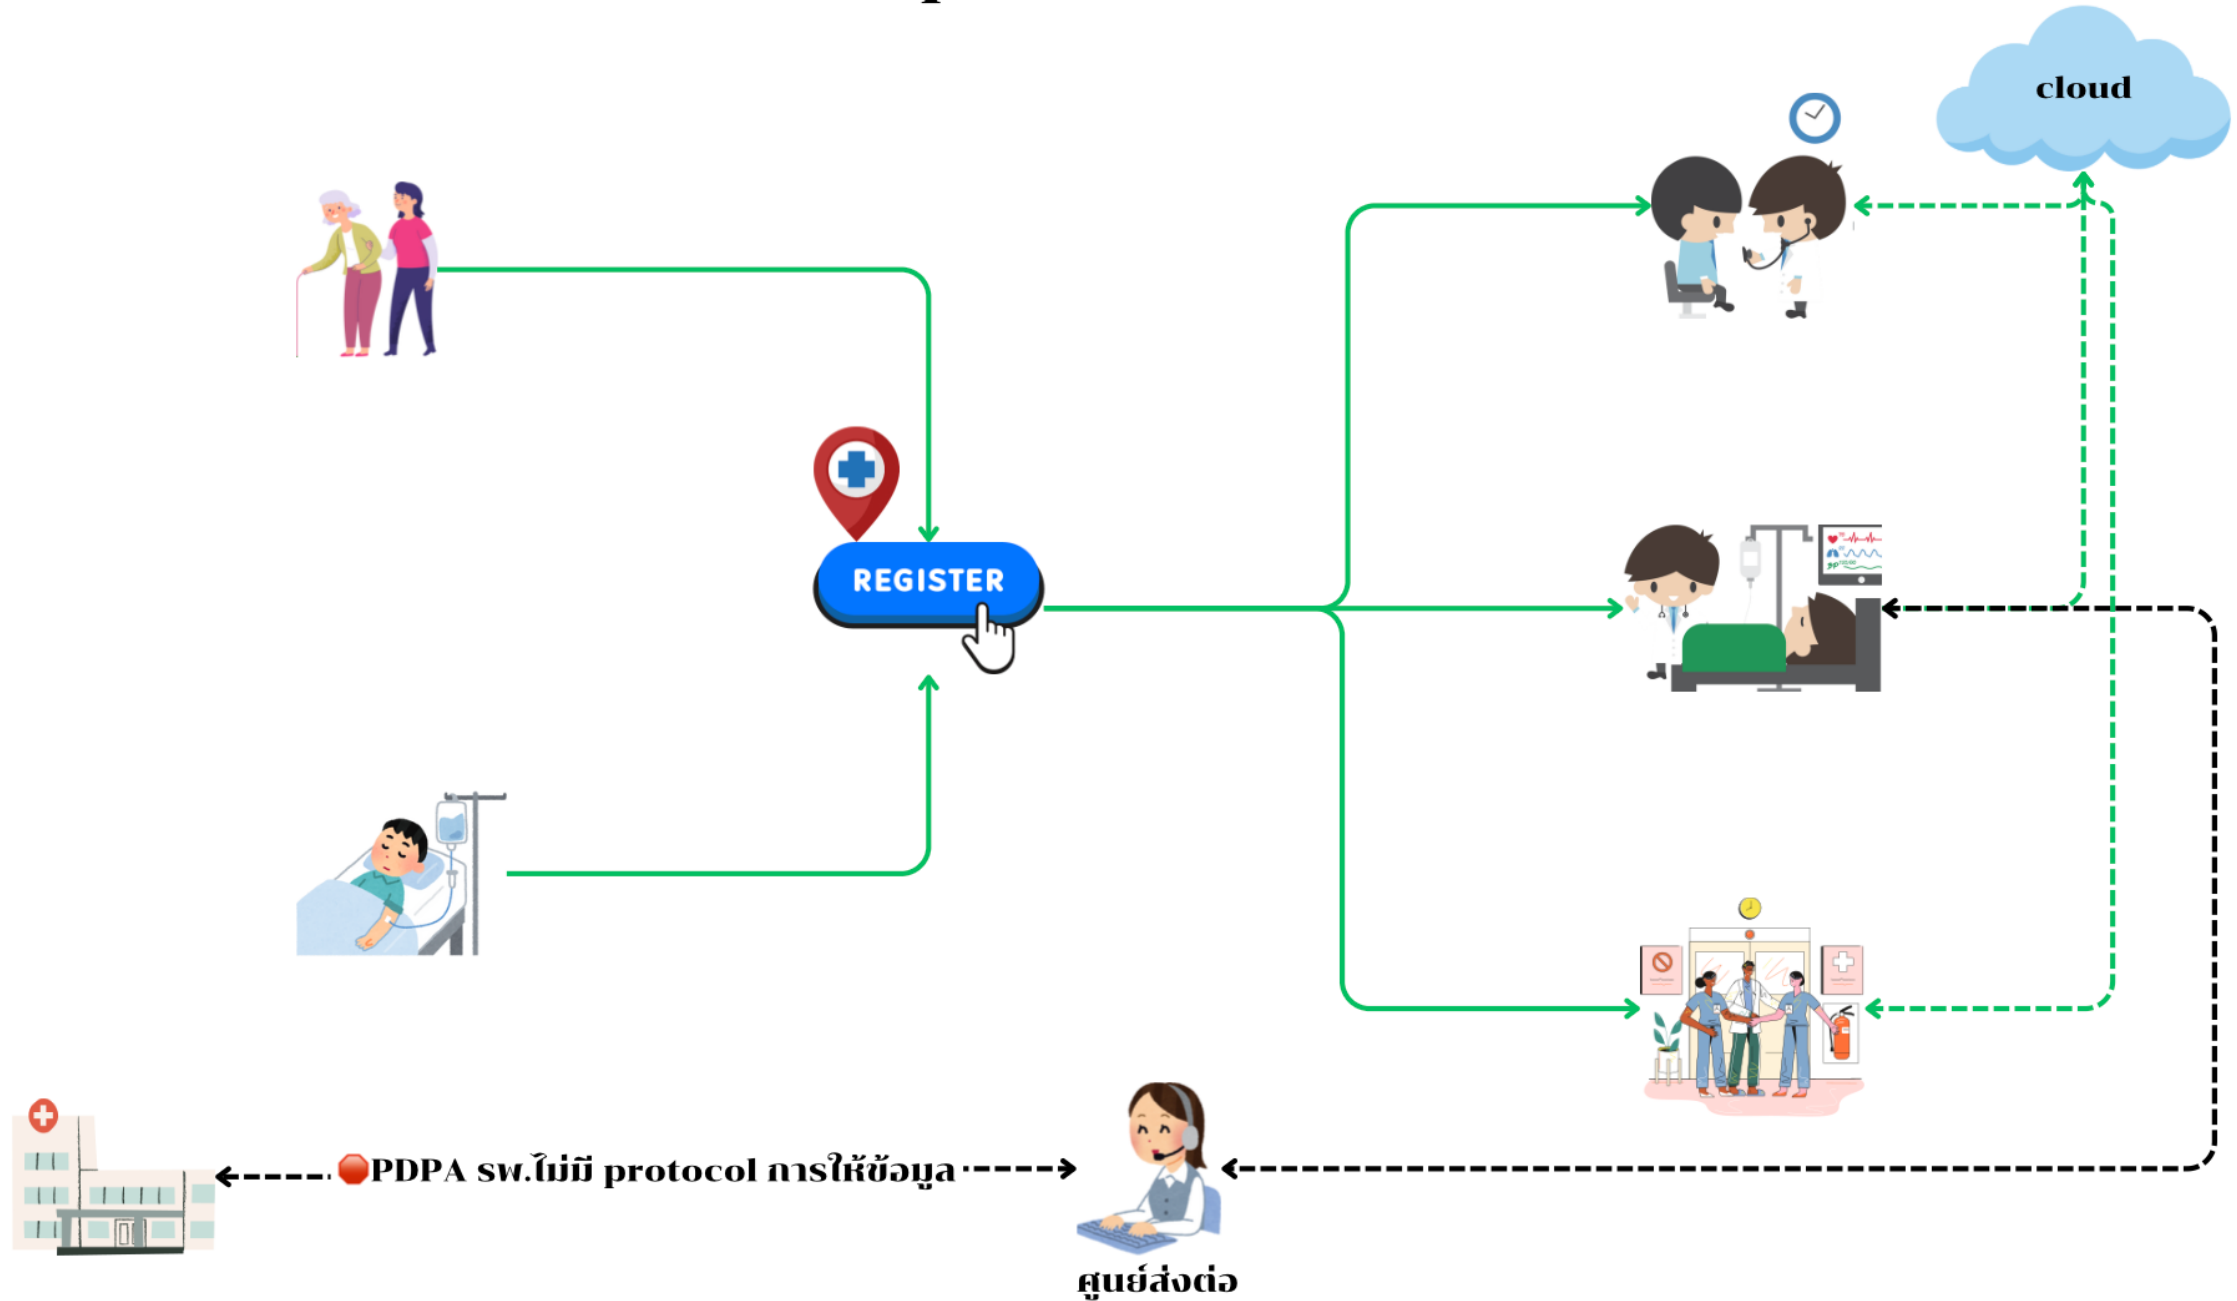 cloud
REGISTER
PDPA รพ.ไม่มี protocol การให้ข้อมูล
ศูนย์ส่งต่อ